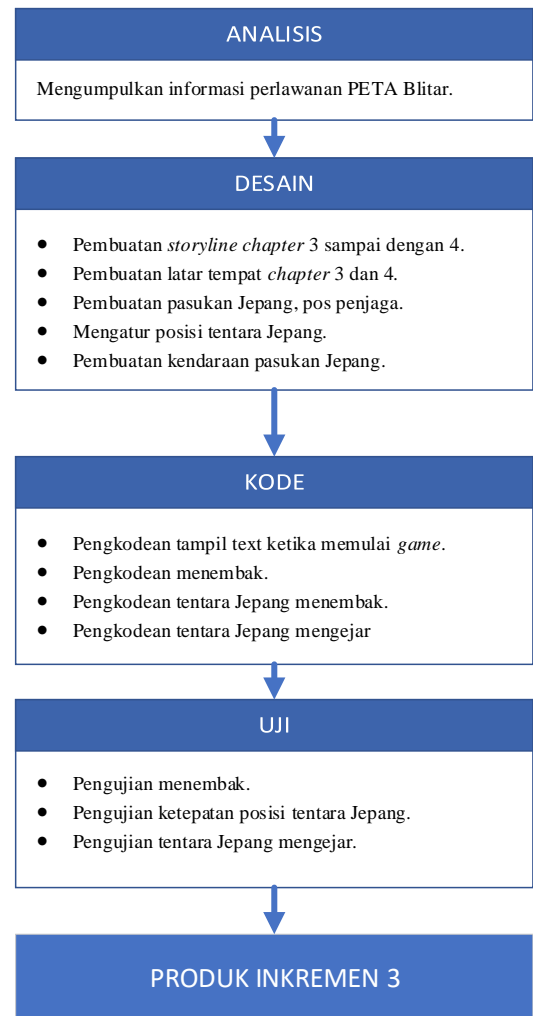 ANALISIS
Mengumpulkan informasi perlawanan PETA Blitar.
DESAIN
● Pembuatan storyline chapter 3 sampai dengan 4.
● Pembuatan latar tempat chapter 3 dan 4.
● Pembuatan pasukan Jepang, pos penjaga.
● Mengatur posisi tentara Jepang.
● Pembuatan kendaraan pasukan Jepang.
KODE
● Pengkodean tampil text ketika memulai game.
● Pengkodean menembak.
● Pengkodean tentara Jepang menembak.
● Pengkodean tentara Jepang mengejar
UJI
● Pengujian menembak.
● Pengujian ketepatan posisi tentara Jepang.
● Pengujian tentara Jepang mengejar.
PRODUK INKREMEN 3